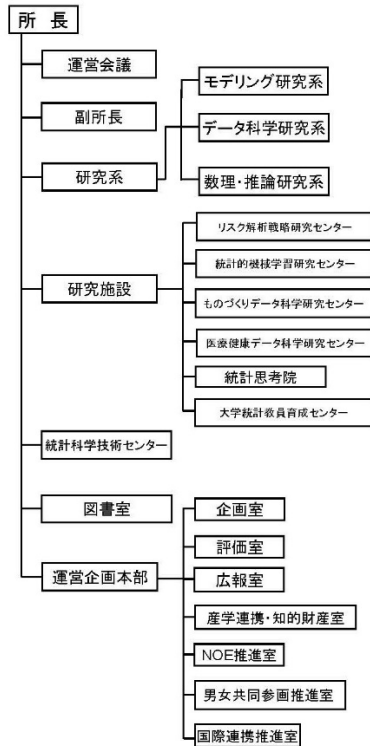 所　長
運営会議
副所長
研究系
モデリング研究系
データ科学研究系
数理・推論研究系
研究施設
リスク解析戦略研究センター
統計的機械学習研究センター
ものづくりデータ科学研究センター
医療健康データ科学研究センター
統計思考院
大学統計教員育成センター
統計科学技術センター
図書室
運営企画本部
企画室
評価室
広報室
産学連携・知的財産室
NOE推進室
男女共同参画推進室
国際連携推進室